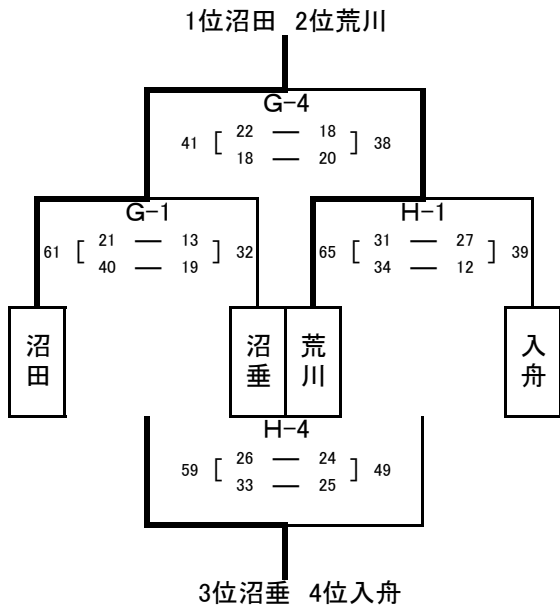 1位沼田 2位荒川
G-4
41 [ 22 — 18 ] 38
18 — 20
G-1 H-1
61 [ 21 — 13 ] 32 65 [ 31 — 27 ] 39
40 — 19 34 — 12
沼田 沼垂 荒川 入舟
H-4
59 [ 26 — 24 ] 49
33 — 25
3位沼垂 4位入舟